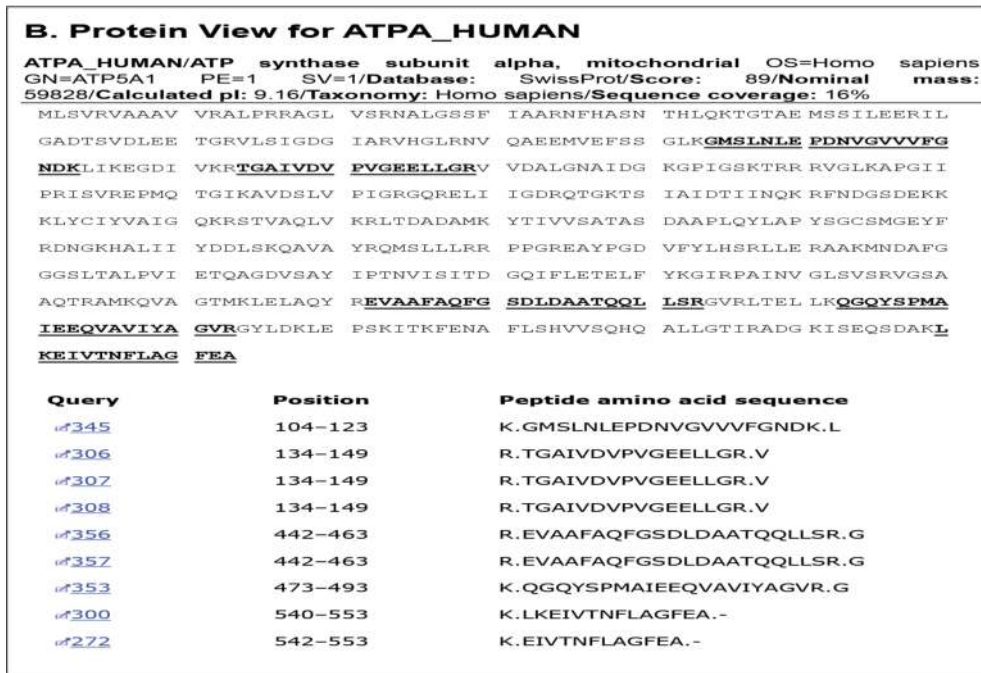 B. Protein View for ATPA_HUMAN
ATPA_HUMAN/ATP synthase subunit alpha, mitochondrial OS=Homo sapiens
GN=ATP5A1 PE=1 SV=1/Database: SwissProt/Score: 89/Nominal mass:
59828/Calculated pI: 9.16/Taxonomy: Homo sapiens/Sequence coverage: 16%
MLSVRVAAAV VRALPRRAGL VSRNALGSSF IAARNFHASN THLQKTGTAE MSSILEERIL
GADTSVDLEE TGRVLSIGDG IARVHGLRNV QAEEMVEFSS GLKGMSLNLE PDNVGVVVFG
NDKLIKEGDI VKRTGAIVDV PVGEELLGRV VDALGNAIDG KGPIGSKTRR RVGLKAPGII
PRISVREPMQ TGIKAVDSLV PIGRGQRELI IGDRQTGKTS IAIDTIINQK RFNDGSDEKK
KLYCIYVAIG QKRSTVAQLV KRLTDADAMK YTIVVSATAS DAAPLQYLAP YSGCSMGEYF
RDNGKHALII YDDLSKQAVA YRQMSLLLRR PPGREAYPGD VFYLHSRLLE RAAKMNDAFG
GGSLTALPVI ETQAGDVSAY IPTNVISITD GQIFLETELF YKGIRPAINV GLSVSRVGSA
AQTRAMKQVA GTMKLELAQY REVAAFAQFG SDLDAATQQL LSRGVRLTEL LKQGQYSPMA
IEEQVAVIYA GVRGYLDKLE PSKITKFENA FLSHVVSQHQ ALLGTIRADG KISEQSDAKL
KEIVTNFLAG FEA
Query Position Peptide amino acid sequence
345 104–123 K.GMSLNLEPDNVGVVVFGNDK.L
306 134–149 R.TGAIVDVPVGEELLGR.V
307 134–149 R.TGAIVDVPVGEELLGR.V
308 134–149 R.TGAIVDVPVGEELLGR.V
356 442–463 R.EVAAFAQFGSDLDAATQQLLSR.G
357 442–463 R.EVAAFAQFGSDLDAATQQLLSR.G
353 473–493 K.QGQYSPMAIEEQVAVIYAGVR.G
300 540–553 K.LKEIVTNFLAGFEA.-
272 542–553 K.EIVTNFLAGFEA.-